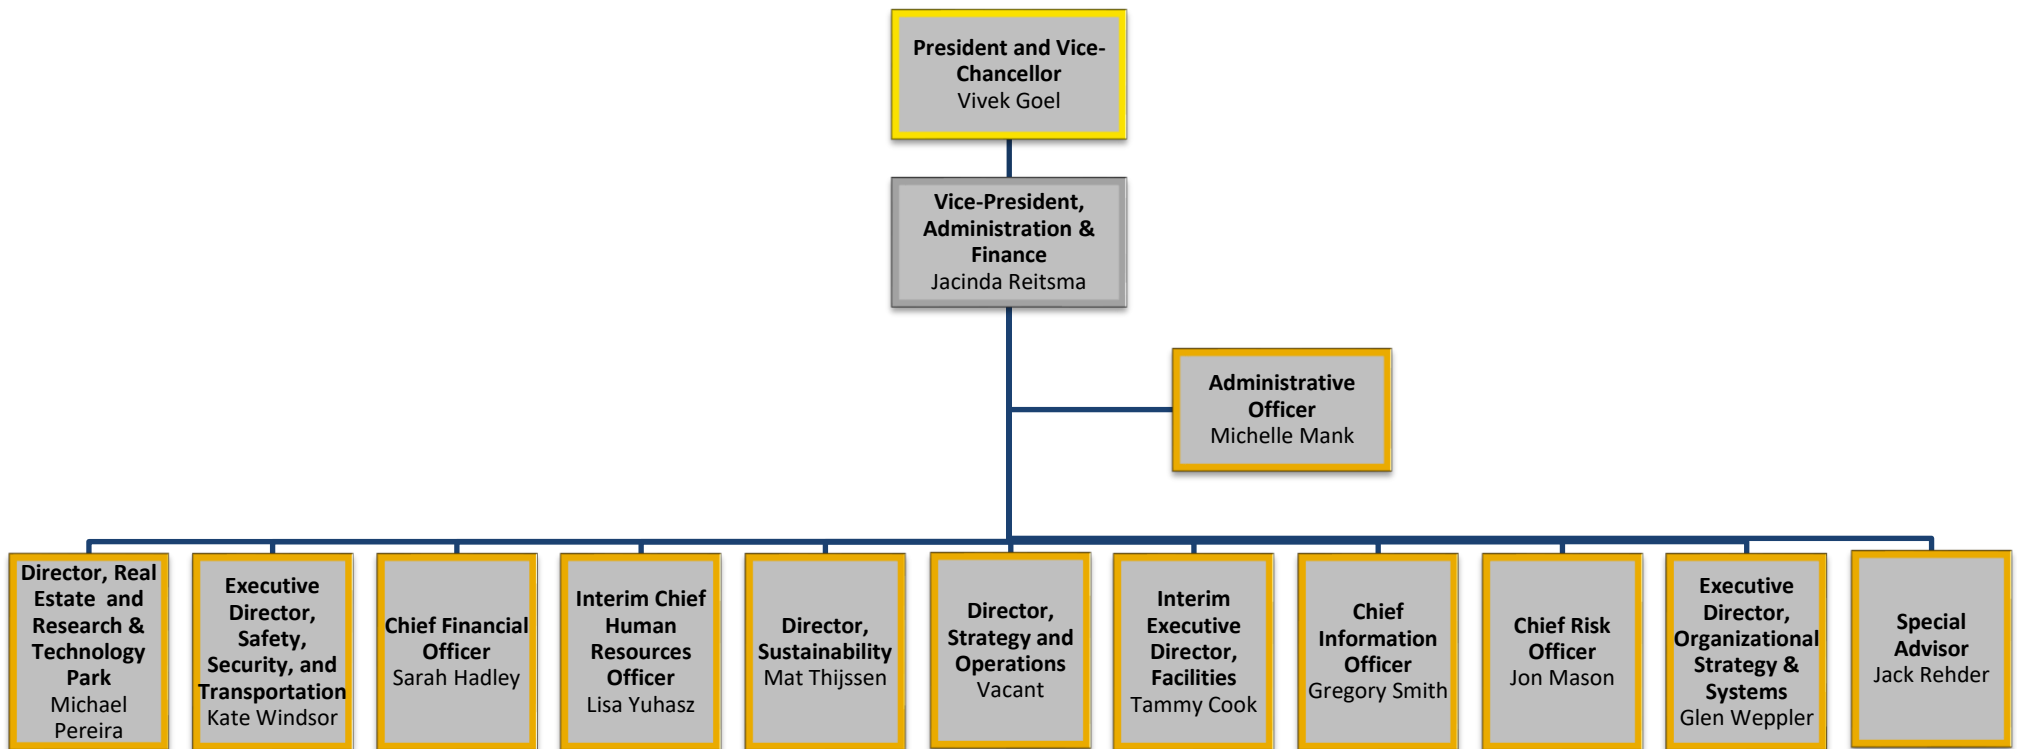 President and Vice-
Chancellor
Vivek Goel
Vice-President,
Administration &
Finance
Jacinda Reitsma
Administrative
Officer
Michelle Mank
Director, Real
Estate and
Research &
Technology
Park
Michael
Pereira
Executive
Director,
Safety,
Security, and
Transportation
Kate Windsor
Chief Financial
Officer
Sarah Hadley
Interim Chief
Human
Resources
Officer
Lisa Yuhasz
Director,
Sustainability
Mat Thijssen
Director,
Strategy and
Operations
Vacant
Interim
Executive
Director,
Facilities
Tammy Cook
Chief
Information
Officer
Gregory Smith
Chief Risk
Officer
Jon Mason
Executive
Director,
Organizational
Strategy &
Systems
Glen Weppler
Special
Advisor
Jack Rehder